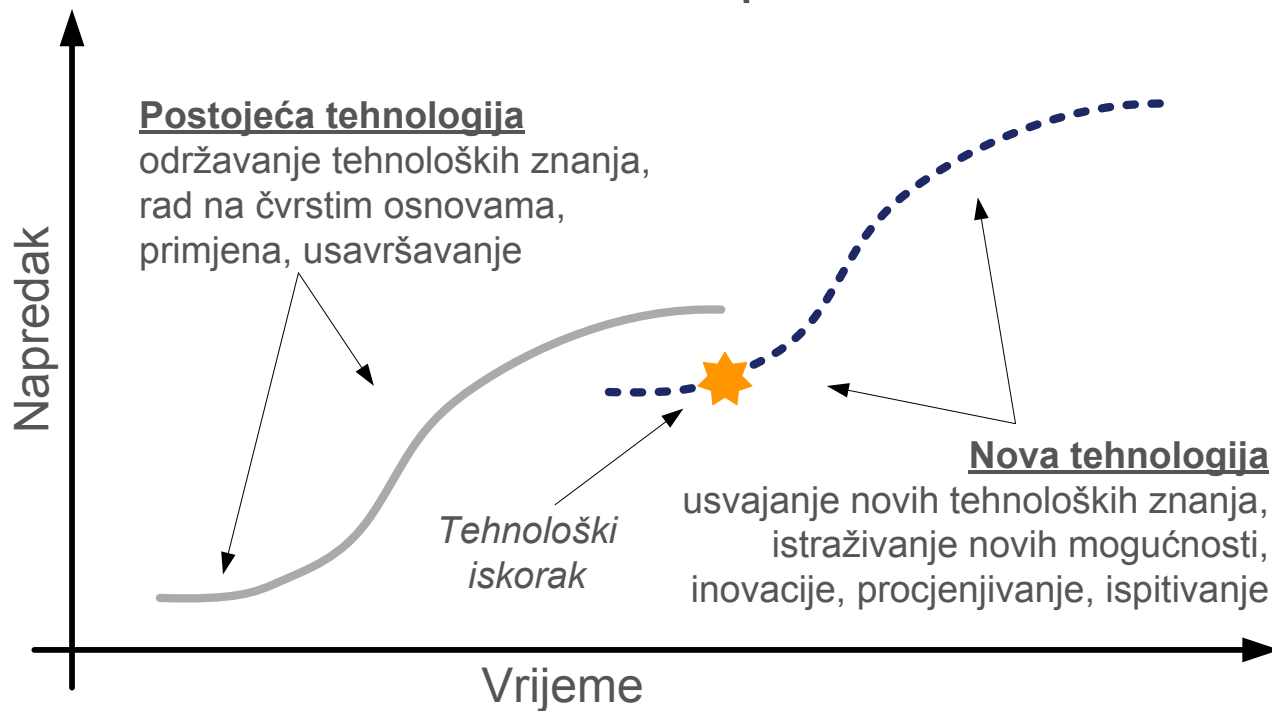 Postojeća tehnologija
održavanje tehnoloških znanja,
rad na čvrstim osnovama,
primjena, usavršavanje
Napredak
Tehnološki
iskorak
Nova tehnologija
usvajanje novih tehnoloških znanja,
istraživanje novih mogućnosti,
inovacije, procjenjivanje, ispitivanje
Vrijeme